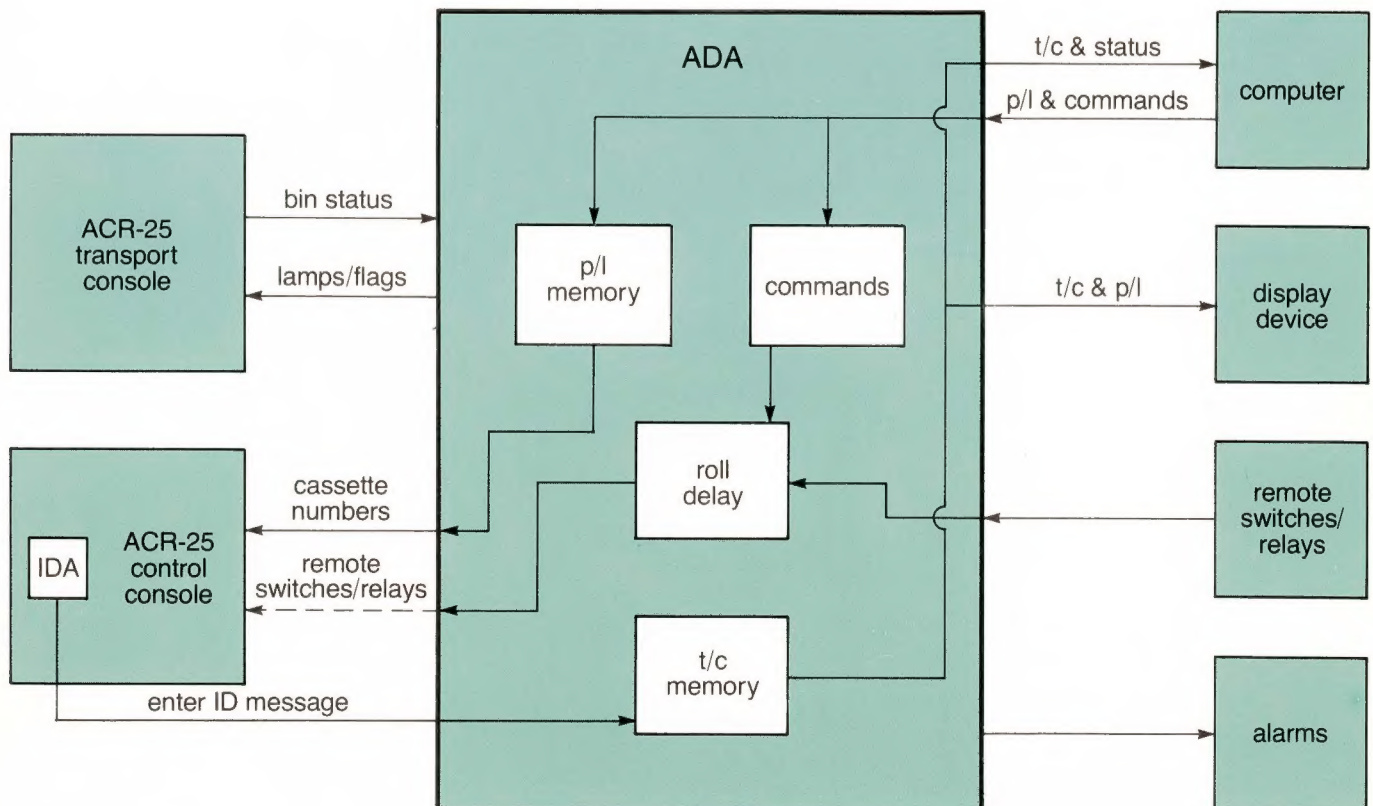 ADA
t/c & status
computer
p/l & commands
ACR-25
transport
console
bin status
lamps/flags
p/l
memory
commands
t/c & p/l
display
device
ACR-25
control
console
IDA
cassette
numbers
remote
switches/relays
enter ID message
roll
delay
t/c
memory
remote
switches/
relays
alarms